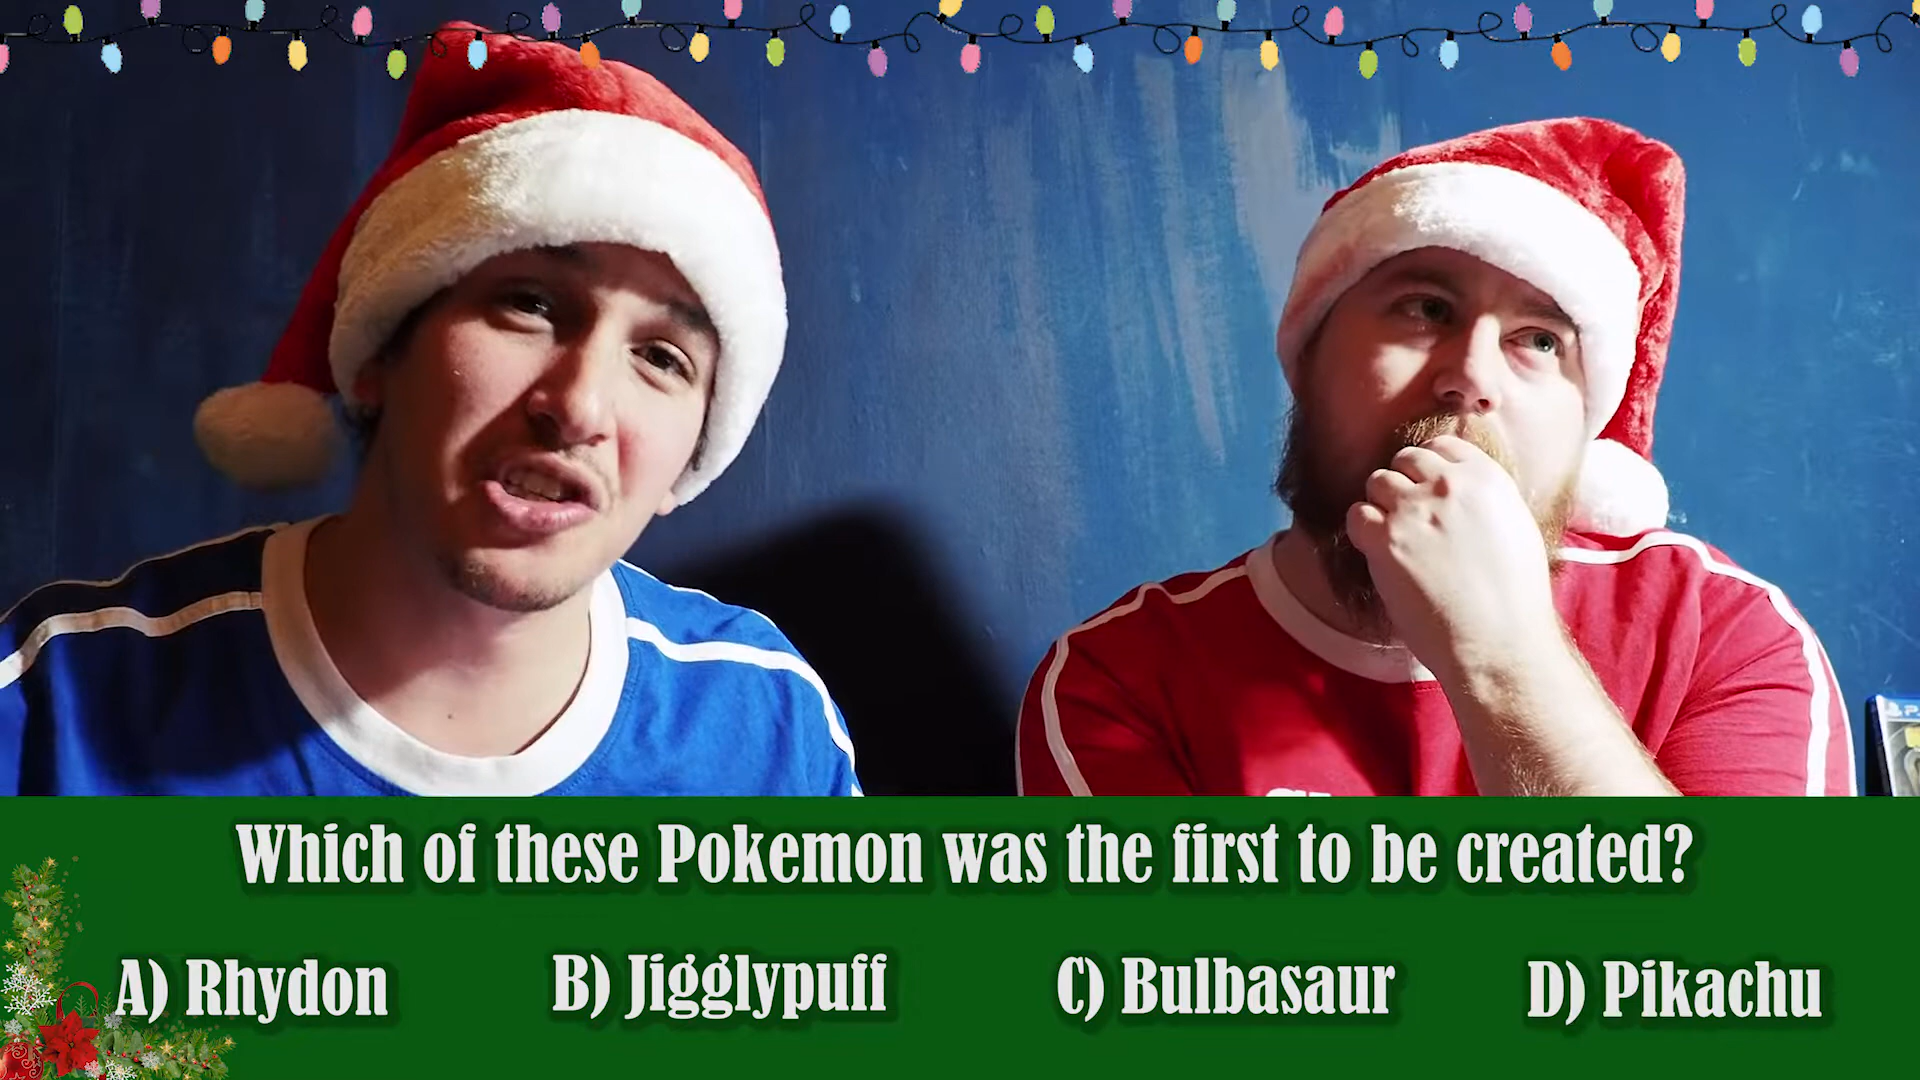 Which of these Pokemon was the first to be created?
A) Rhydon B) Jigglypuff C) Bulbasaur D) Pikachu